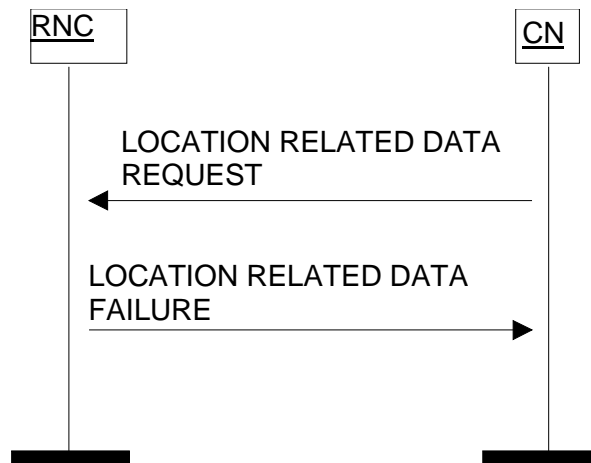 RNC
CN
LOCATION RELATED DATA
REQUEST
LOCATION RELATED DATA
FAILURE